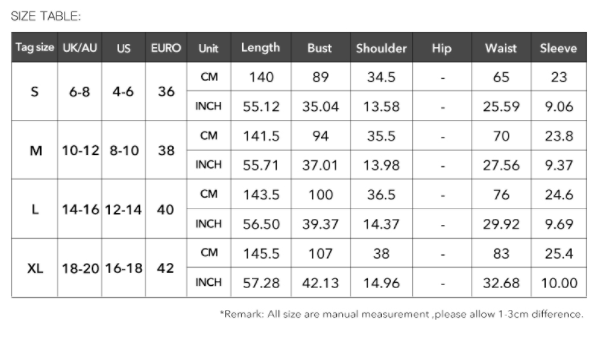 SIZE TABLE:
Tag size UK/AU US EURO Unit Length Bust Shoulder Hip Waist Sleeve
S 6-8 4-6 36 CM 140 89 34.5 - 65 23
INCH 55.12 35.04 13.58 - 25.59 9.06
M 10-12 8-10 38 CM 141.5 94 35.5 - 70 23.8
INCH 55.71 37.01 13.98 - 27.56 9.37
L 14-16 12-14 40 CM 143.5 100 36.5 - 76 24.6
INCH 56.50 39.37 14.37 - 29.92 9.69
XL 18-20 16-18 42 CM 145.5 107 38 - 83 25.4
INCH 57.28 42.13 14.96 - 32.68 10.00
*Remark: All size are manual measurement ,please allow 1-3cm difference.